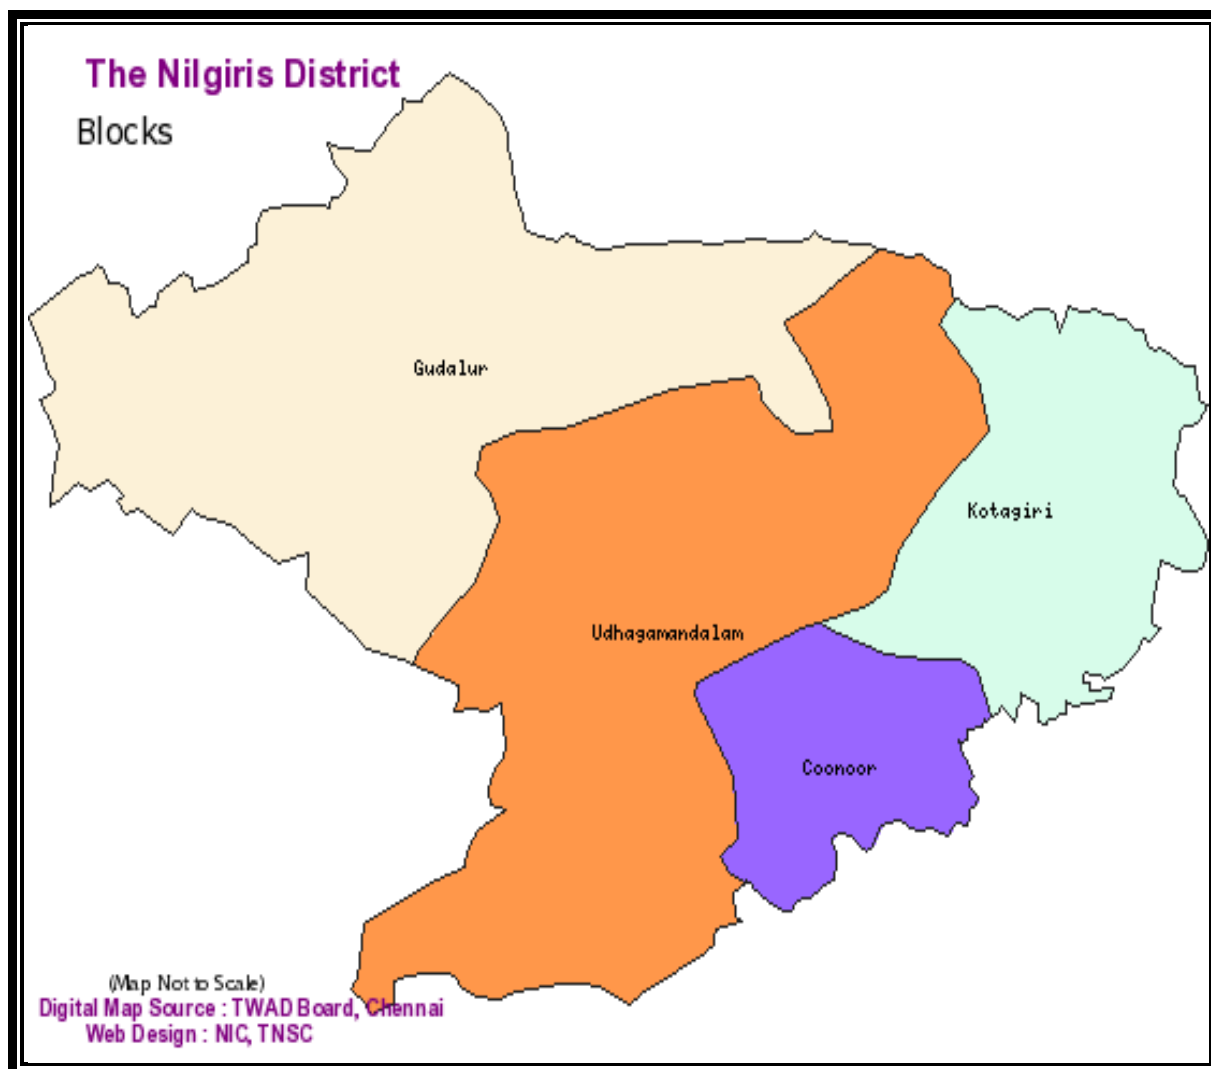 The Nilgiris District
Blocks
Gudalur
Kotagiri
Udhagamandalam
Coonoor
(Map Not to Scale)
Digital Map Source : TWAD Board, Chennai
Web Design : NIC, TNSC